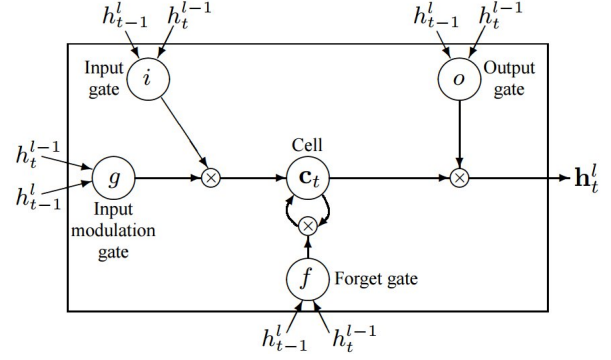 h_{t-1}^l h_t^{l-1}
h_{t-1}^l h_t^{l-1}
Input
gate
i
o
Output
gate
h_t^{l-1}
h_{t-1}^l
g
Input
modulation
gate
×
Cell
c_t
×
h_t^l
×
f
Forget gate
h_{t-1}^l h_t^{l-1}